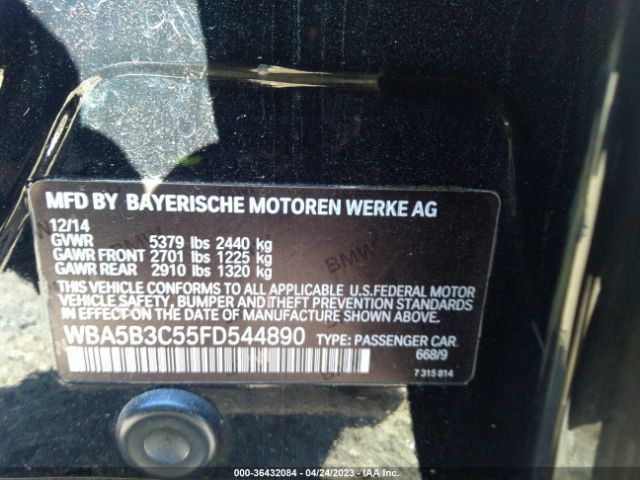 MFD BY BAYERISCHE MOTOREN WERKE AG
12/14
GVWR 5379 lbs 2440 kg
GAWR FRONT 2701 lbs 1225 kg
GAWR REAR 2910 lbs 1320 kg
THIS VEHICLE CONFORMS TO ALL APPLICABLE U.S.FEDERAL MOTOR
VEHICLE SAFETY, BUMPER AND THEFT PREVENTION STANDARDS
IN EFFECT ON THE DATE OF MANUFACTURE SHOWN ABOVE.
WBA5B3C55FD544890 TYPE: PASSENGER CAR
668/9
7 315 814
000-36432084 - 04/24/2023 - IAA Inc.